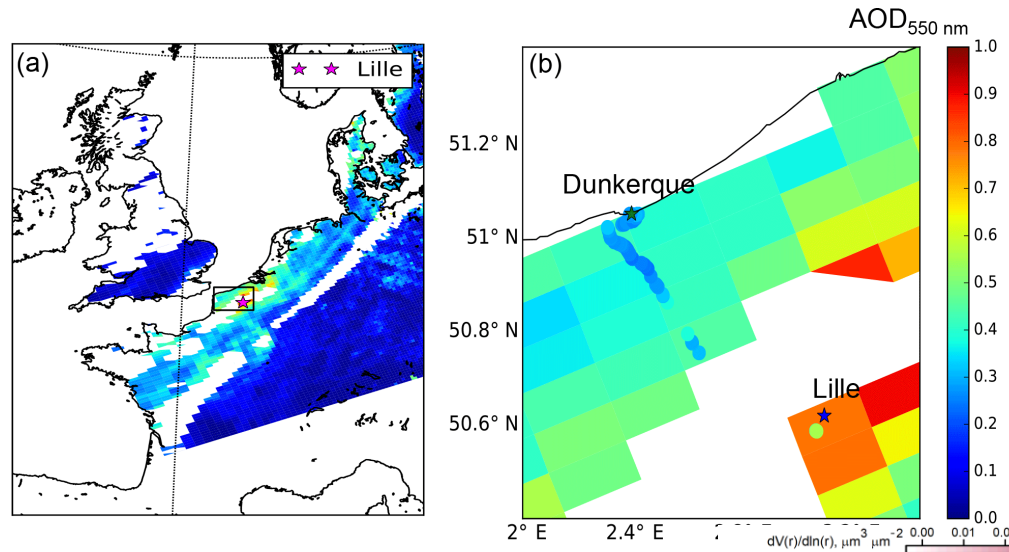 (a)
Lille
(b)
AOD550 nm
Dunkerque
Lille
51.2° N
51° N
50.8° N
50.6° N
2° E
2.4° E
1.0
0.9
0.8
0.7
0.6
0.5
0.4
0.3
0.2
0.1
0.0
dV(r)/dln(r), μm³ μm⁻² 0.00 0.01